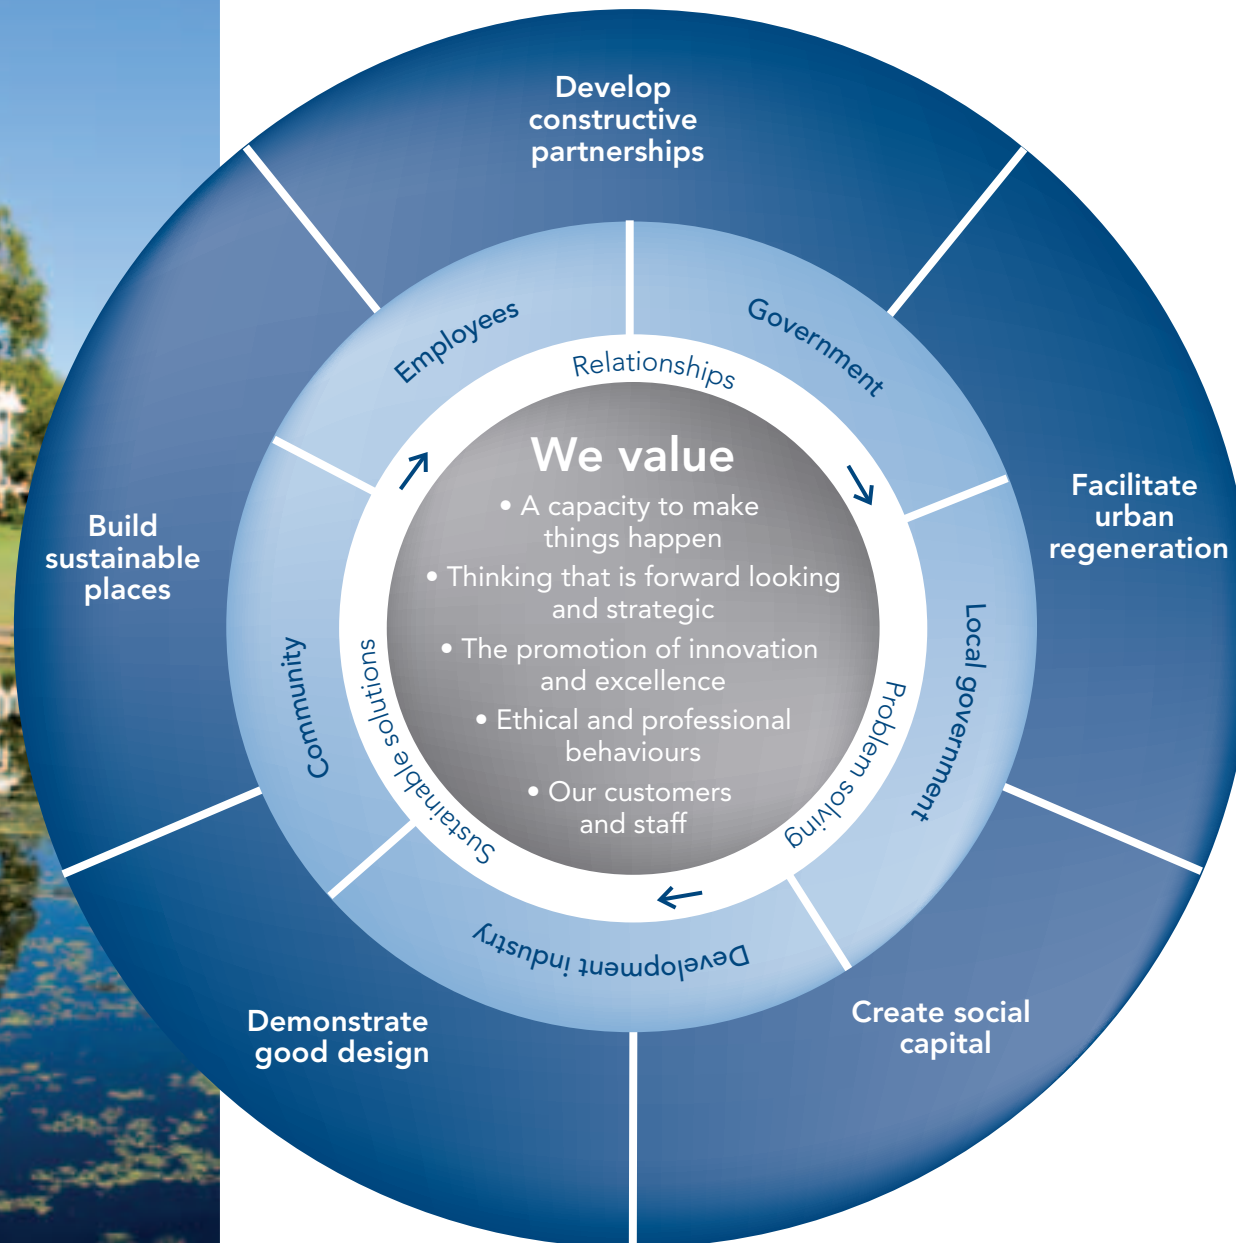 Develop
constructive
partnerships
Employees
Government
Relationships
We value
• A capacity to make
things happen
• Thinking that is forward looking
and strategic
• The promotion of innovation
and excellence
• Ethical and professional
behaviours
• Our customers
and staff
Facilitate
urban
regeneration
Build
sustainable
places
Local government
Community
Problem solving
Sustainable solutions
Development industry
Create social
capital
Demonstrate
good design